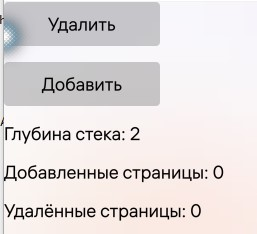 Удалить
Добавить
Глубина стека: 2
Добавленные страницы: 0
Удалённые страницы: 0